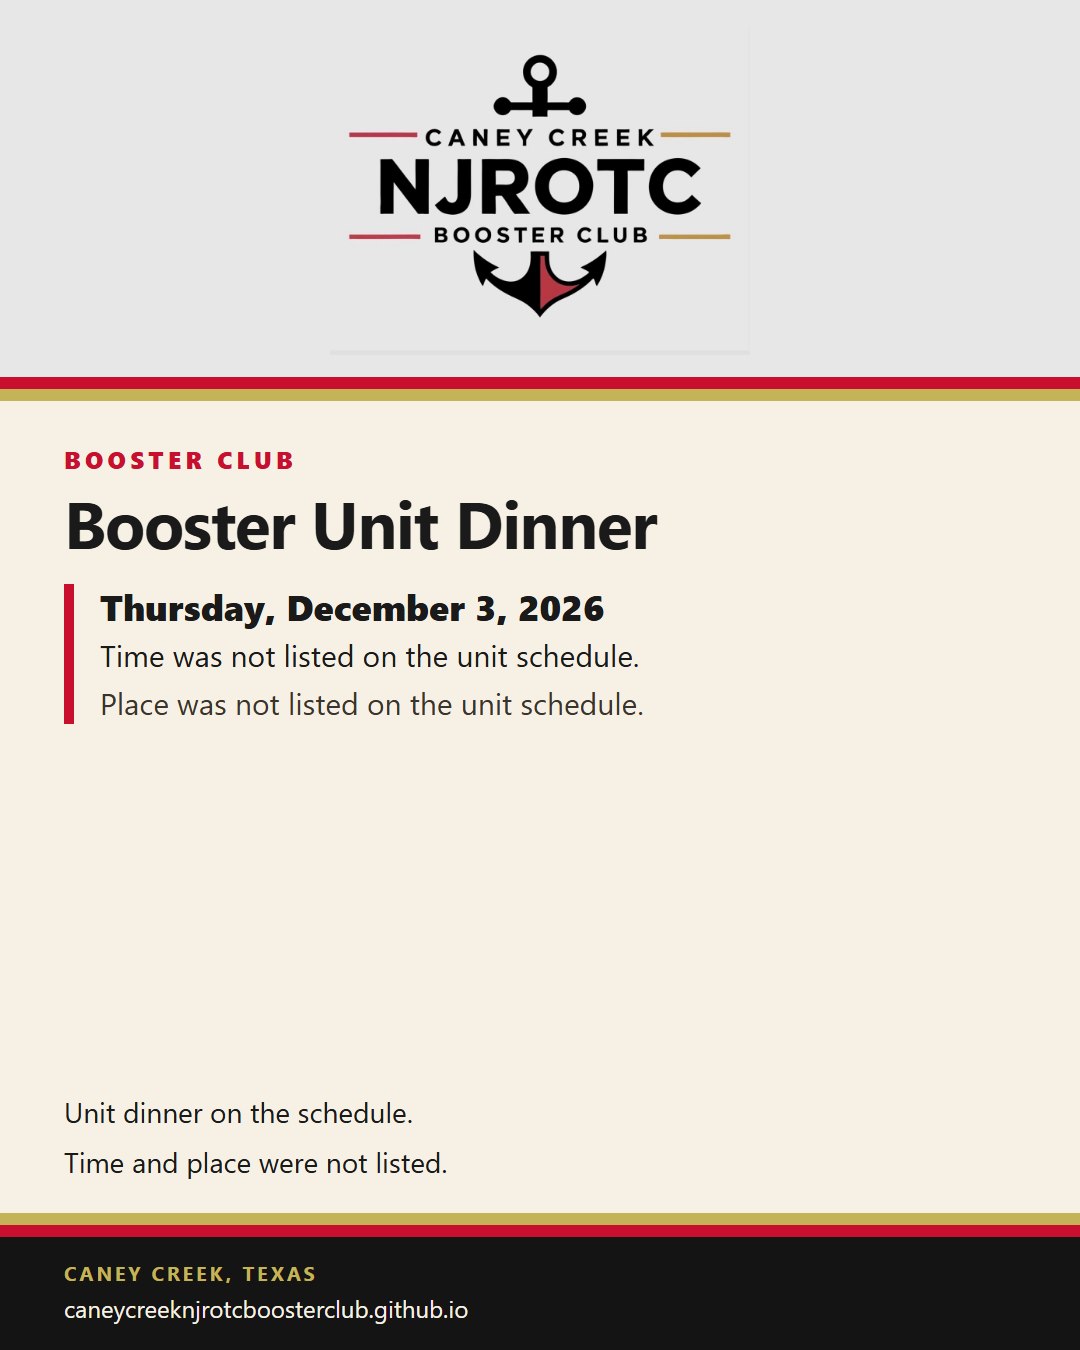 CANEY CREEK
NJROTC
BOOSTER CLUB
BOOSTER CLUB
Booster Unit Dinner
Thursday, December 3, 2026
Time was not listed on the unit schedule.
Place was not listed on the unit schedule.
Unit dinner on the schedule.
Time and place were not listed.
CANEY CREEK, TEXAS
caneycreeknjrotcboosterclub.github.io